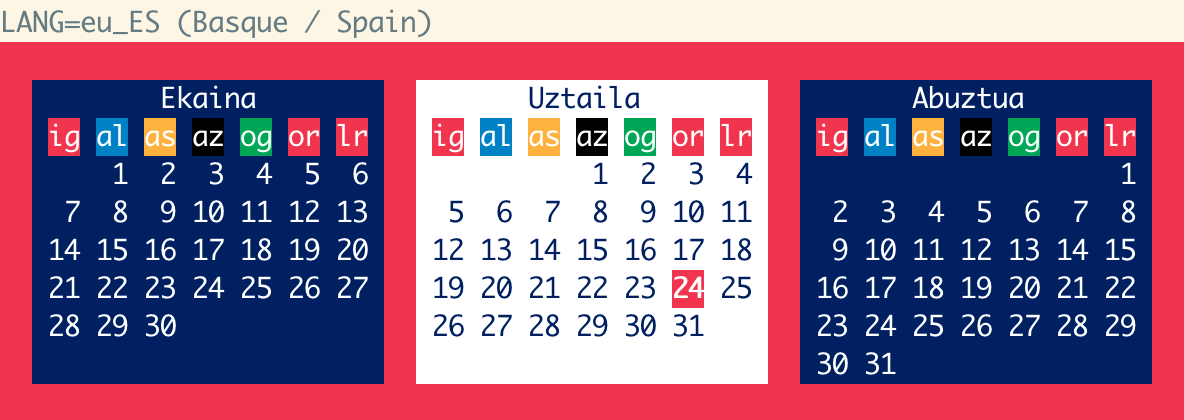 LANG=eu_ES (Basque / Spain)
Ekaina
ig al as az og or lr
1 2 3 4 5 6
7 8 9 10 11 12 13
14 15 16 17 18 19 20
21 22 23 24 25 26 27
28 29 30
Uztaila
ig al as az og or lr
1 2 3 4
5 6 7 8 9 10 11
12 13 14 15 16 17 18
19 20 21 22 23 24 25
26 27 28 29 30 31
Abuztua
ig al as az og or lr
1
2 3 4 5 6 7 8
9 10 11 12 13 14 15
16 17 18 19 20 21 22
23 24 25 26 27 28 29
30 31